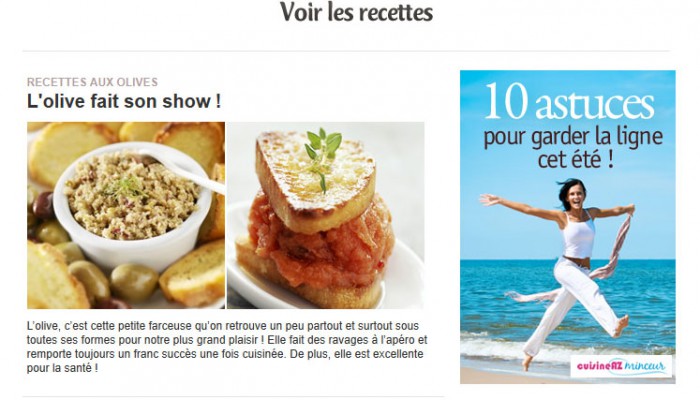 Voir les recettes
RECETTES AUX OLIVES
L'olive fait son show !
L'olive, c'est cette petite farceuse qu'on retrouve un peu partout et surtout sous
toutes ses formes pour notre plus grand plaisir ! Elle fait des ravages à l'apéro et
remporte toujours un franc succès une fois cuisinée. De plus, elle est excellente
pour la santé !
10 astuces
pour garder la ligne
cet été !
cuisineAZ minceur